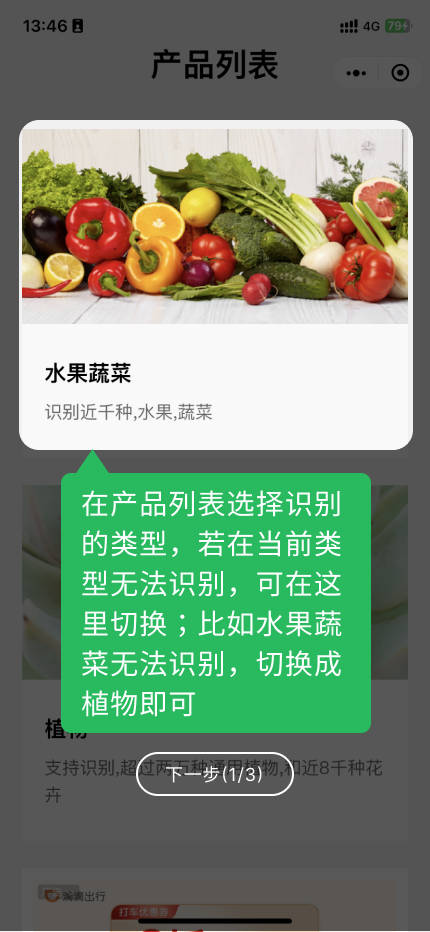 13:46
4G 79
产品列表
水果蔬菜
识别近千种,水果,蔬菜
在产品列表选择识别
的类型，若在当前类
型无法识别，可在这
里切换；比如水果蔬
菜无法识别，切换成
植物即可
植物
下一步(1/3)
支持识别,超过两万种通用植物,和近8千种花
卉
滴滴出行
打车优惠券